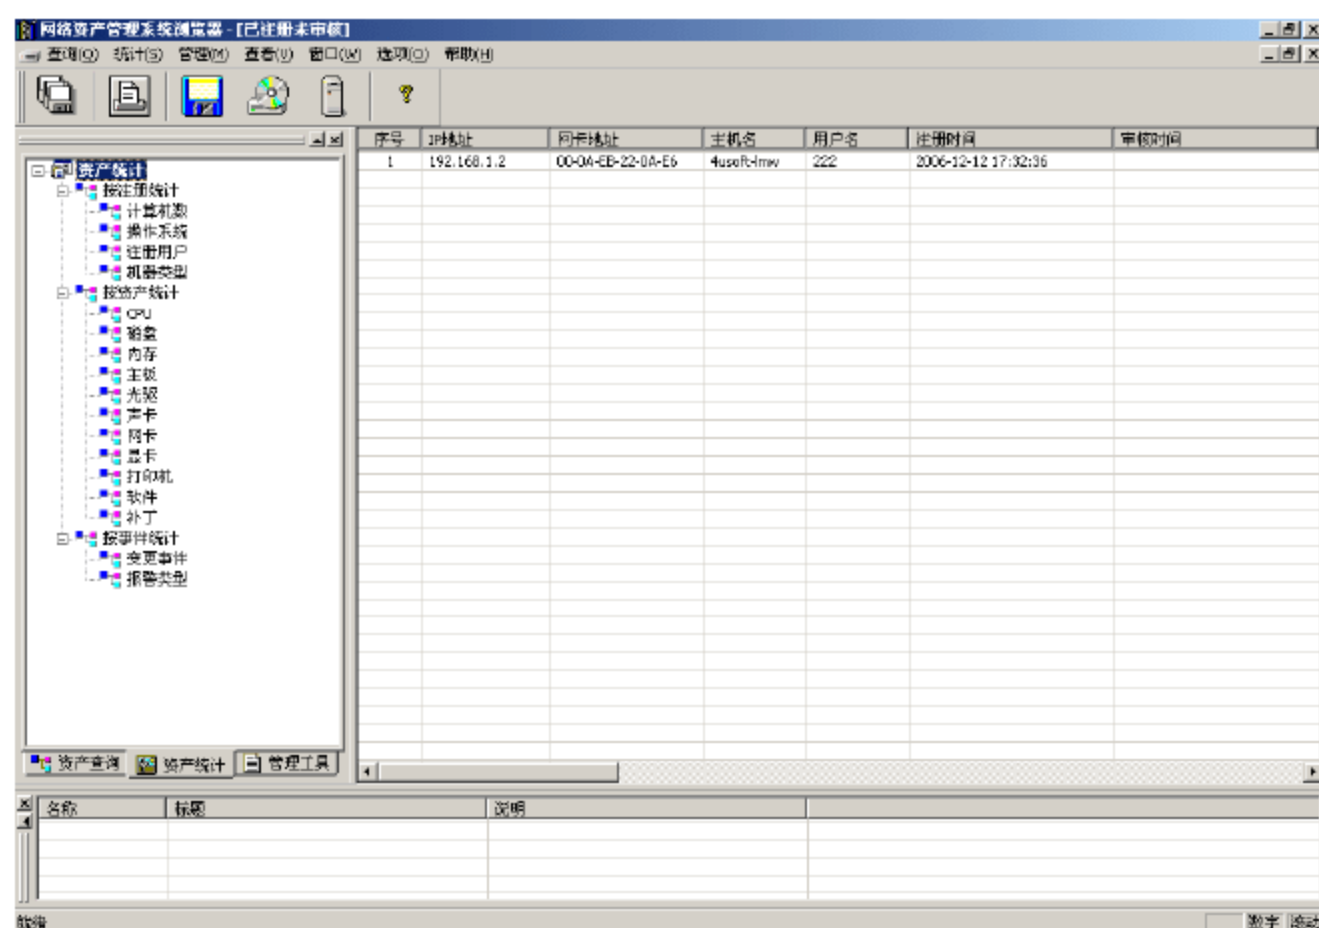 网络资产管理系统浏览器 - [已注册未审核]
查询(Q) 统计(S) 管理(M) 查看(V) 窗口(W) 选项(O) 帮助(H)
序号 IP地址 网卡地址 主机名 用户名 注册时间 审核时间
1 192.168.1.2 00-0A-EB-22-0A-E6 4usoft-lmw 222 2006-12-12 17:32:36
资产统计
按注册统计
计算机数
操作系统
注册用户
机器类型
按资产统计
CPU
磁盘
内存
主板
光驱
声卡
网卡
显卡
打印机
软件
补丁
按事件统计
变更事件
报警类型
资产查询 资产统计 管理工具
名称 标题 说明
就绪 数字 滚动